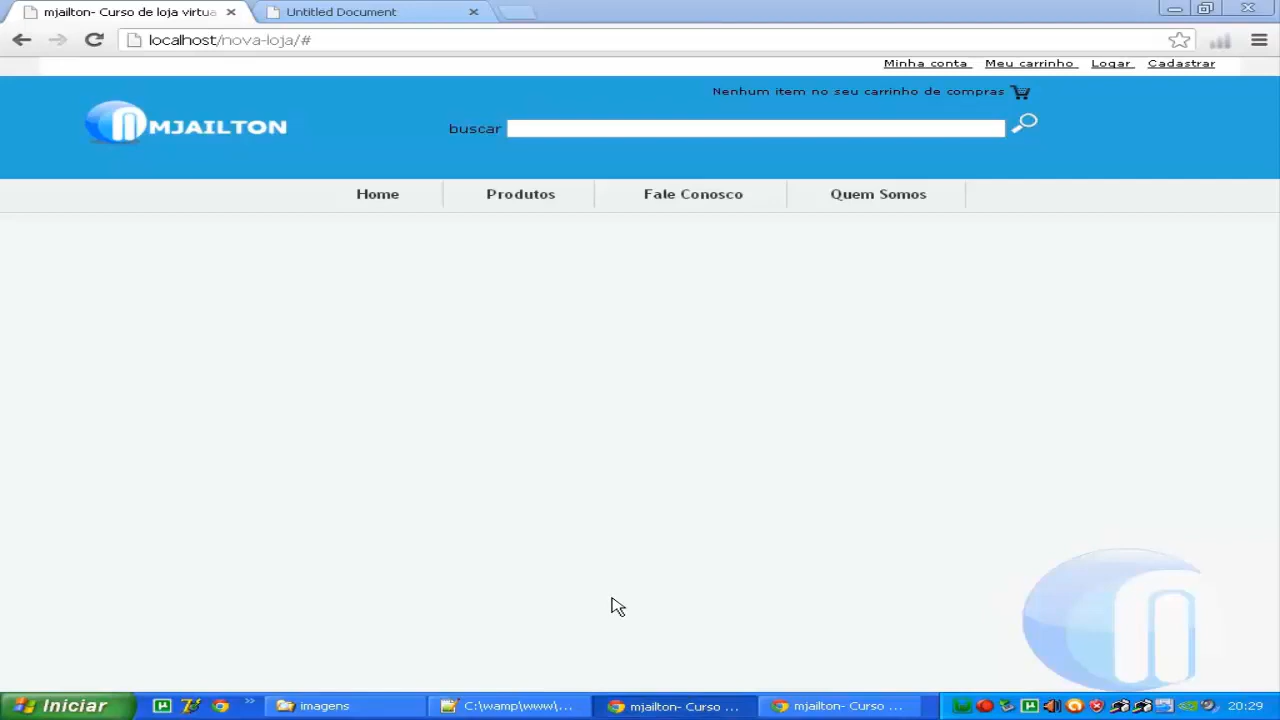 mjailton- Curso de loja virtua
Untitled Document
localhost/nova-loja/#
Minha conta Meu carrinho Logar Cadastrar
Nenhum item no seu carrinho de compras
MJAILTON
buscar
Home Produtos Fale Conosco Quem Somos
Iniciar
imagens
C:\wamp\www\...
mjailton- Curso ...
mjailton- Curso ...
20:29